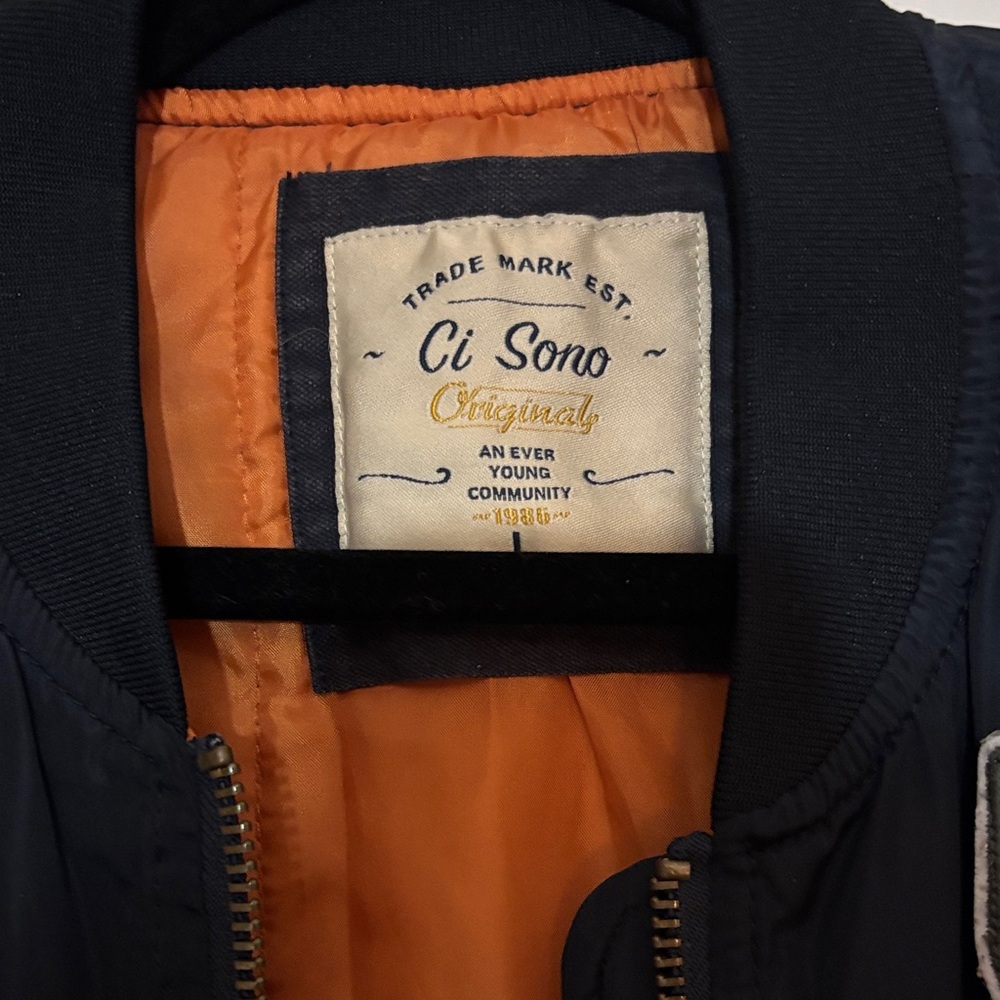 TRADE MARK EST.
~ Ci Sono ~
Originals
AN EVER
YOUNG
COMMUNITY
1986